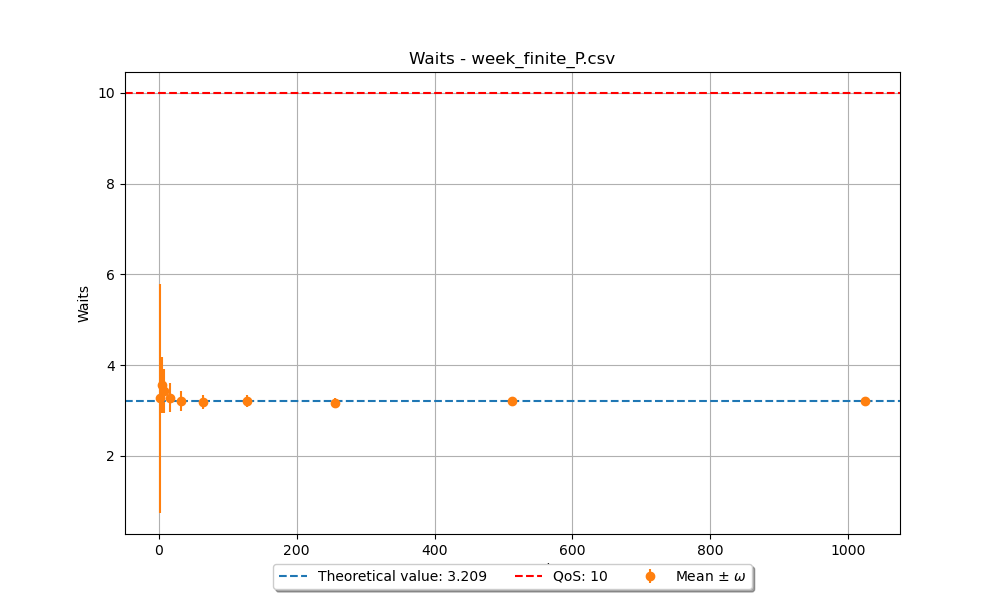 Waits - week_finite_P.csv
10
8
6
4
2
Waits
0 200 400 600 800 1000
Theoretical value: 3.209 QoS: 10 Mean ± ω